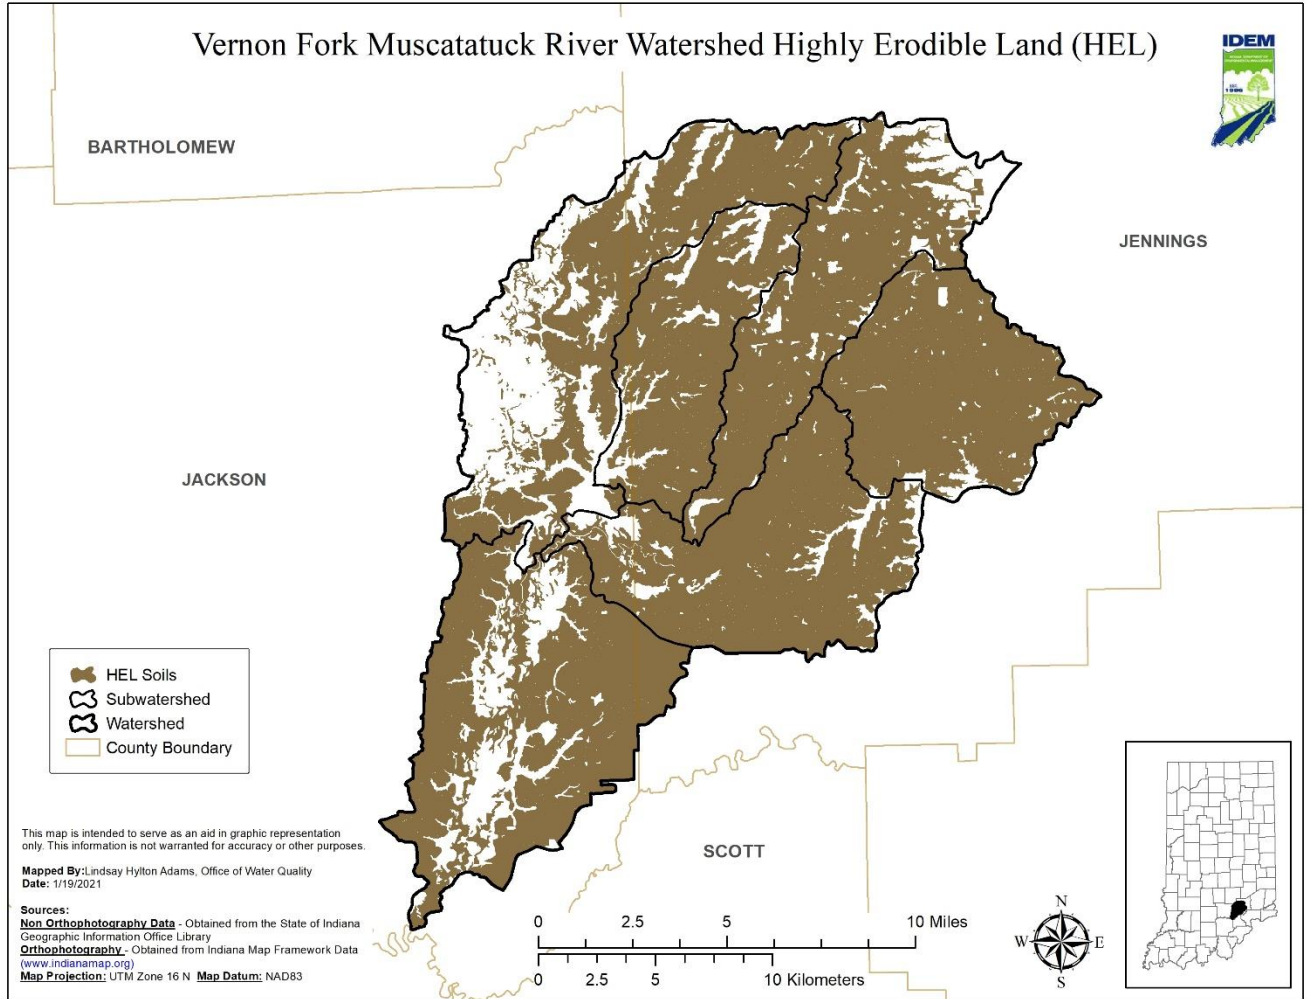 Vernon Fork Muscatatuck River Watershed Highly Erodible Land (HEL)
IDEM
BARTHOLOMEW
JENNINGS
JACKSON
SCOTT
HEL Soils
Subwatershed
Watershed
County Boundary
This map is intended to serve as an aid in graphic representation
only. This information is not warranted for accuracy or other purposes.
Mapped By:Lindsay Hylton Adams, Office of Water Quality
Date: 1/19/2021
Sources:
Non Orthophotography Data - Obtained from the State of Indiana
Geographic Information Office Library
Orthophotography - Obtained from Indiana Map Framework Data
(www.indianamap.org)
Map Projection: UTM Zone 16 N Map Datum: NAD83
0 2.5 5 10 Miles
0 2.5 5 10 Kilometers
N
W E
S